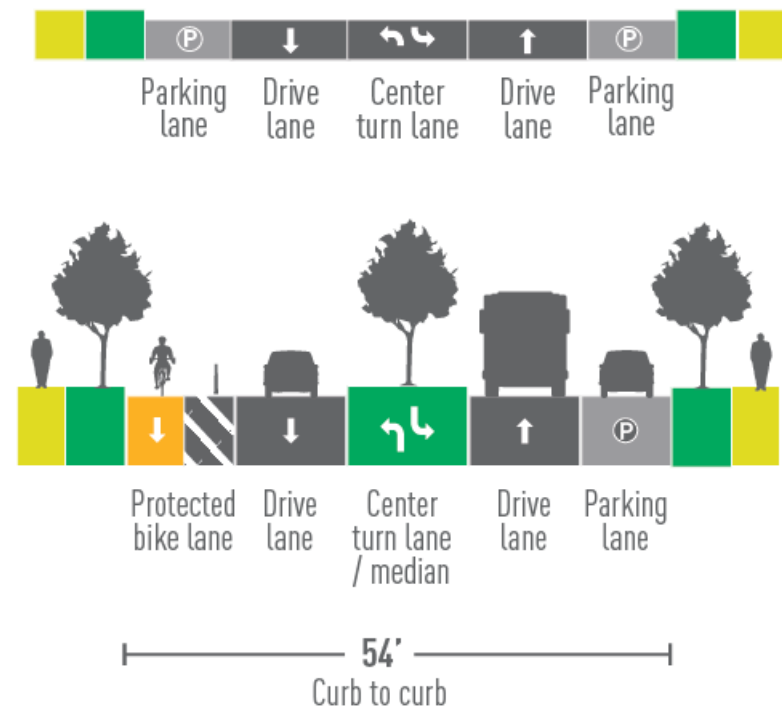 P P
Parking Drive Center Drive Parking
lane lane turn lane lane lane
P
Protected Drive Center Drive Parking
bike lane lane turn lane lane lane
/ median
54’
Curb to curb